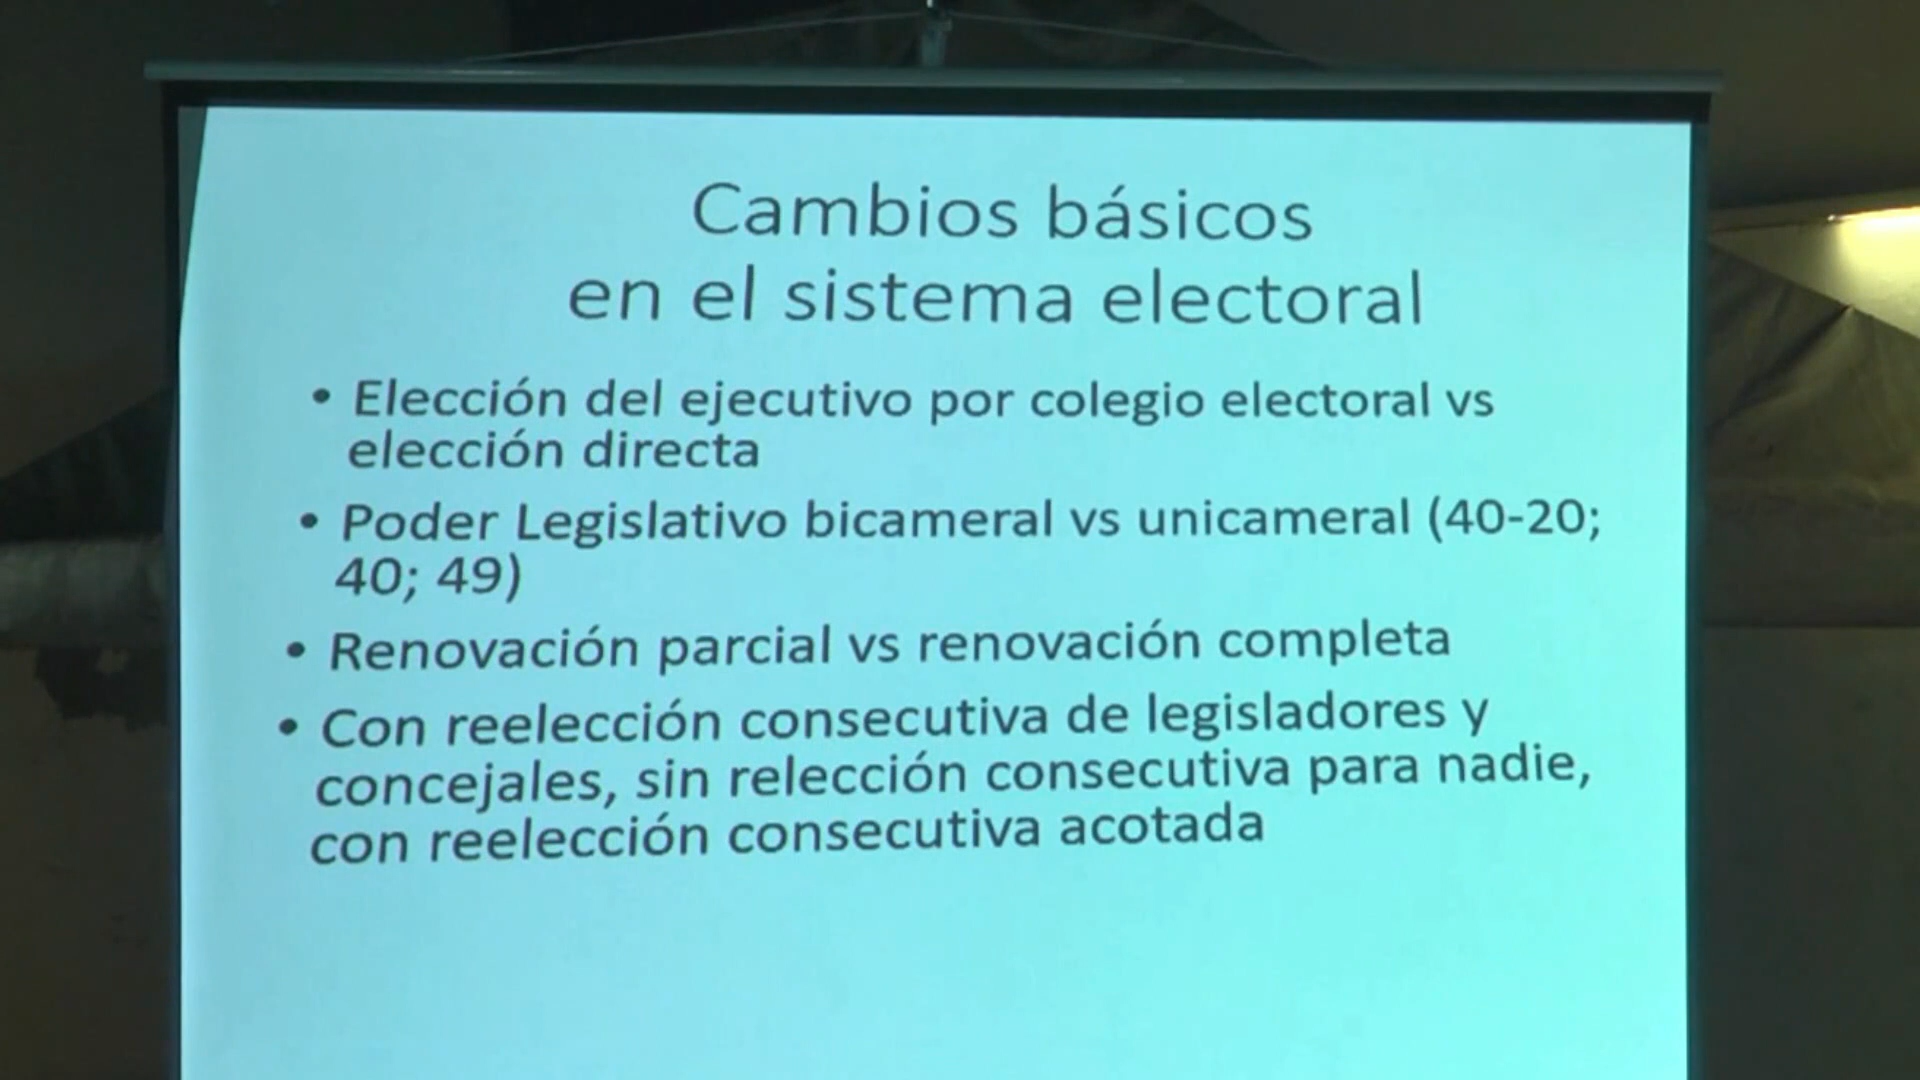 Cambios básicos
en el sistema electoral
• Elección del ejecutivo por colegio electoral vs
elección directa
• Poder Legislativo bicameral vs unicameral (40-20;
40; 49)
• Renovación parcial vs renovación completa
• Con reelección consecutiva de legisladores y
concejales, sin relección consecutiva para nadie,
con reelección consecutiva acotada